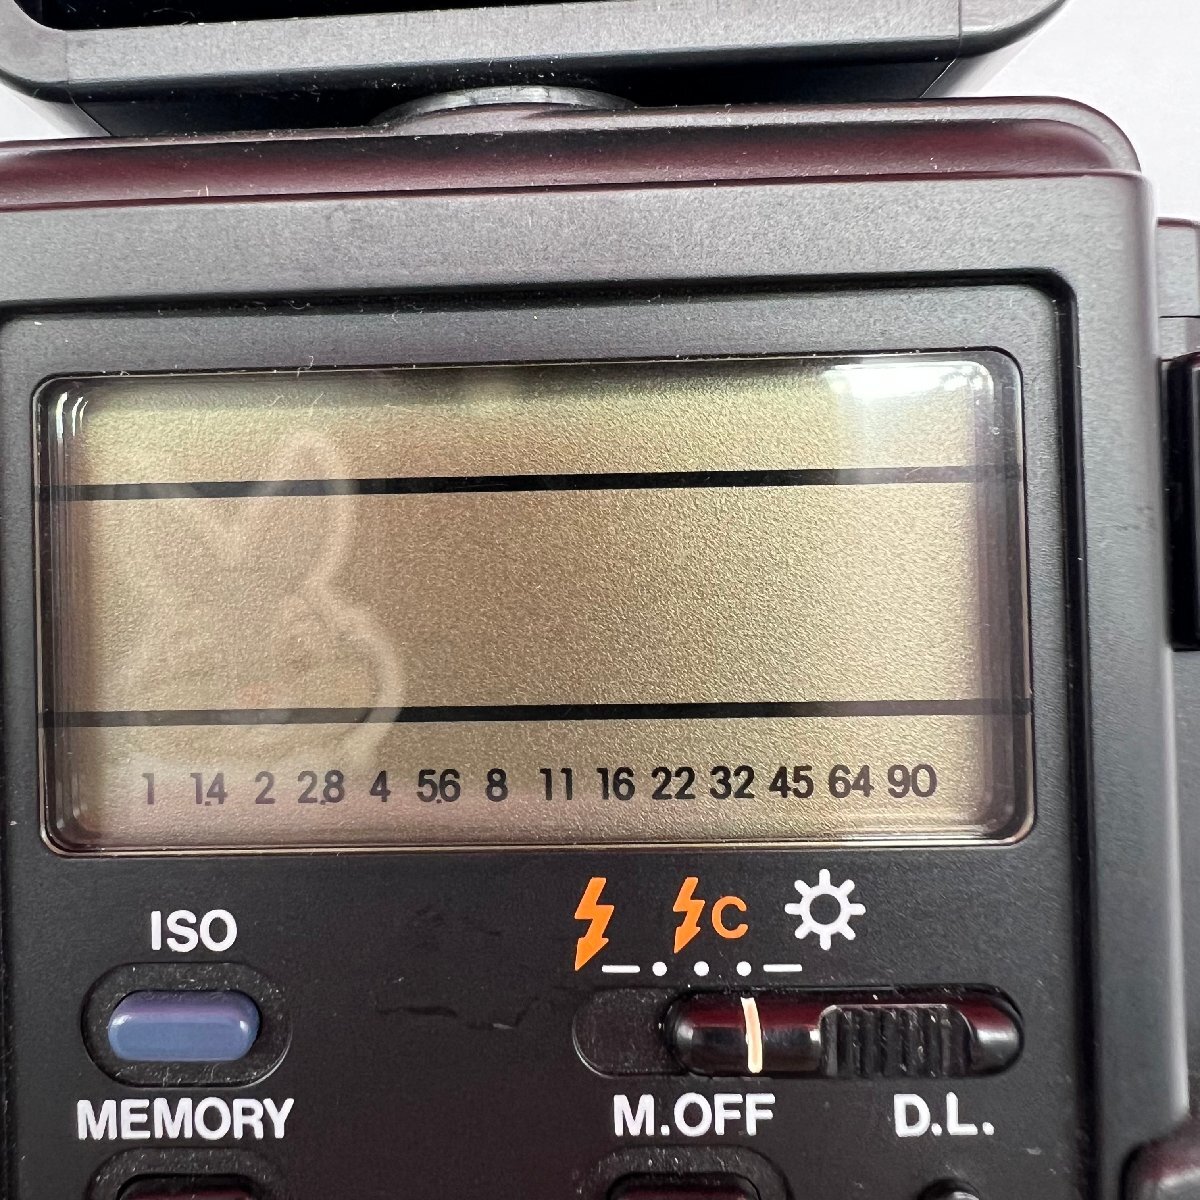 1 1.4 2 2.8 4 5.6 8 11 16 22 32 45 64 90
ISO
C
MEMORY M.OFF D.L.